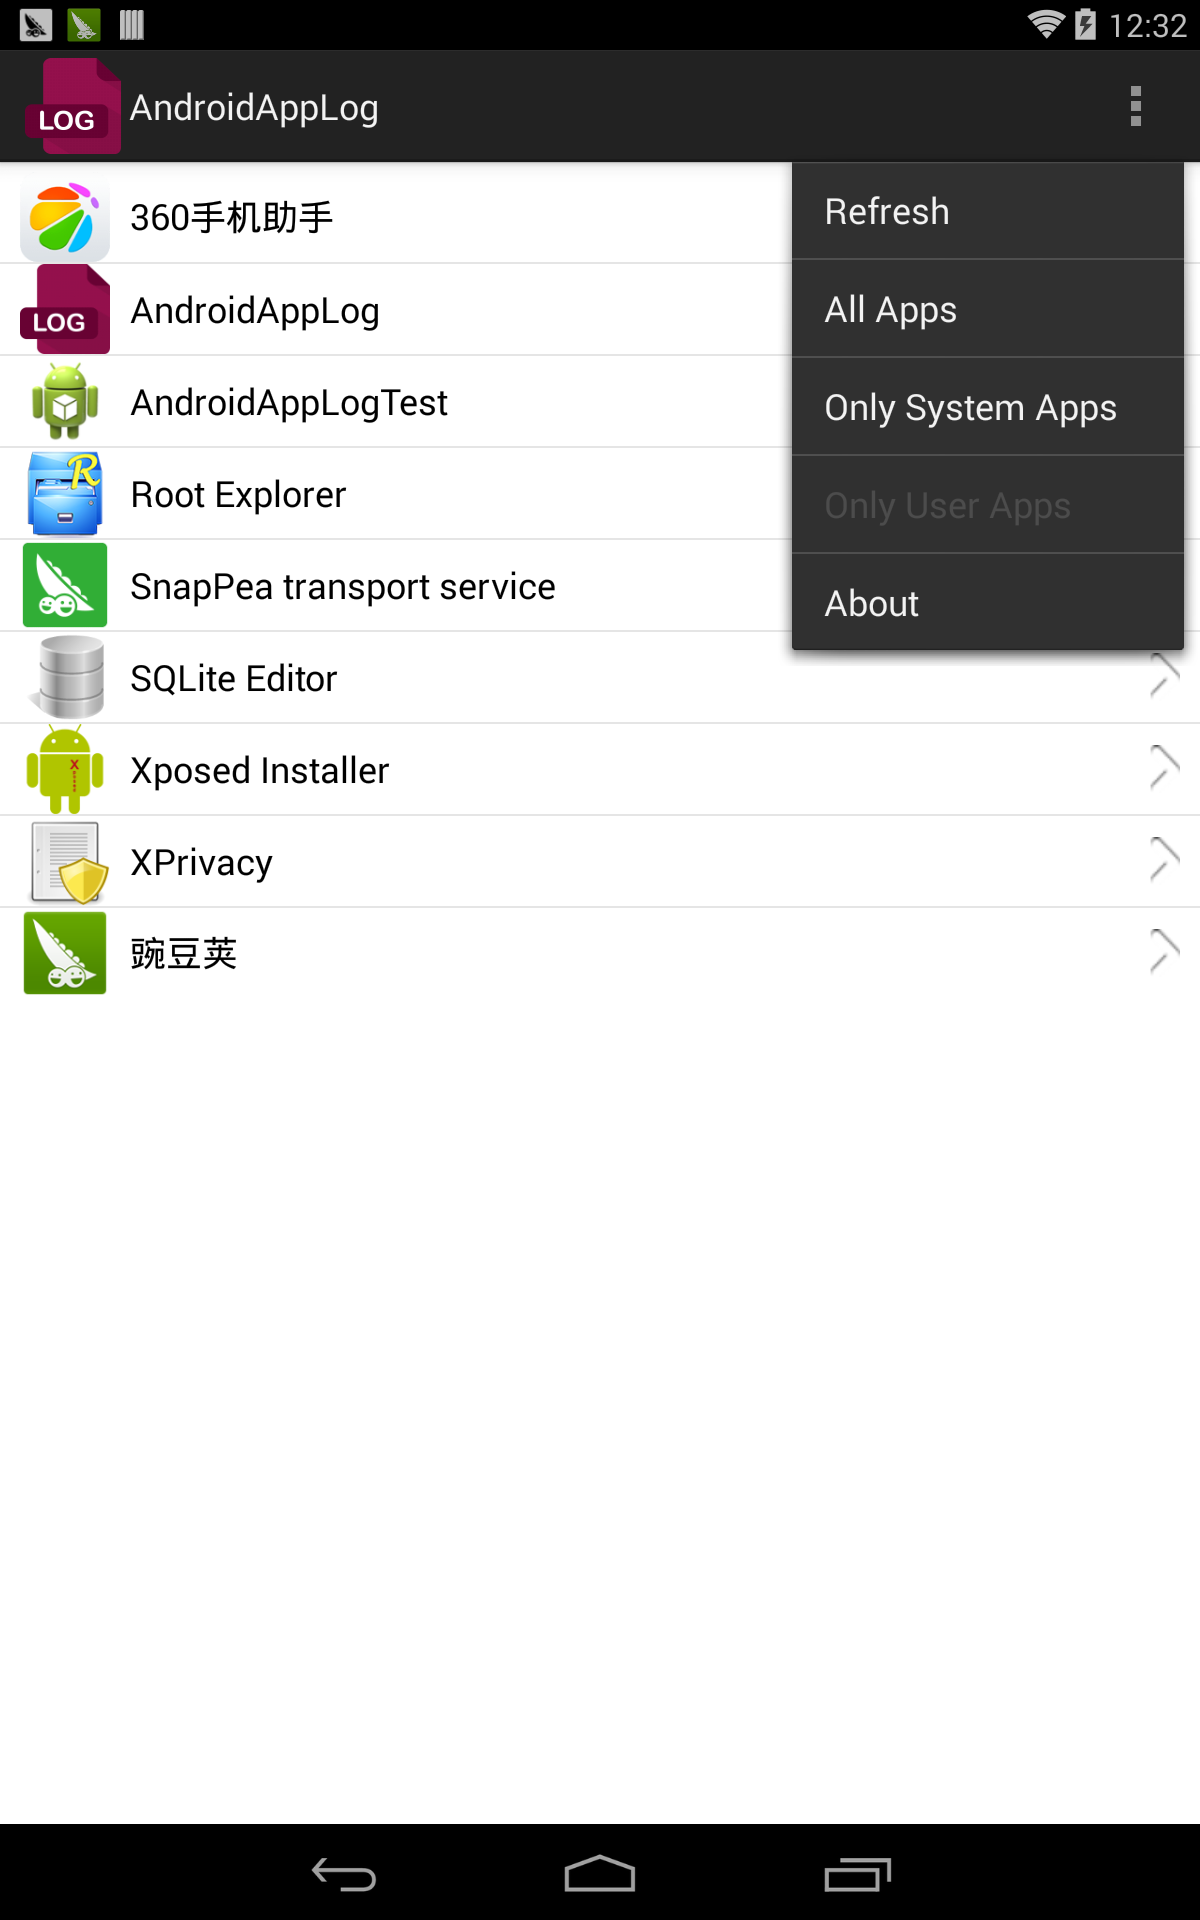 12:32
LOG
AndroidAppLog
360手机助手
LOG
AndroidAppLog
AndroidAppLogTest
R
Root Explorer
SnapPea transport service
SQLite Editor
X
Xposed Installer
XPrivacy
豌豆荚
Refresh
All Apps
Only System Apps
Only User Apps
About